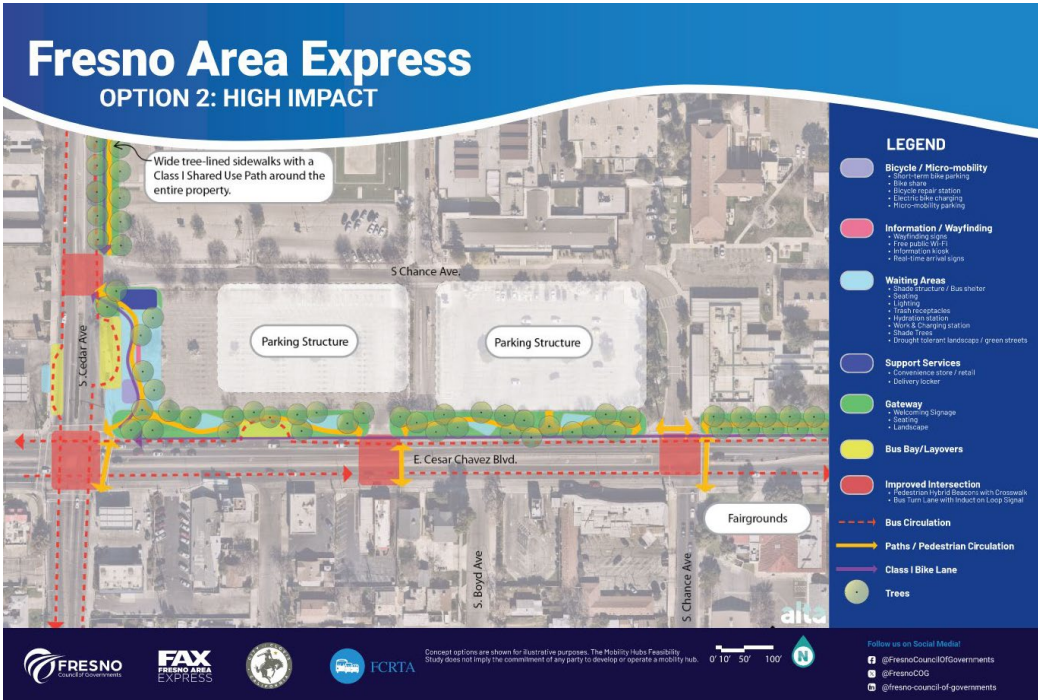 Fresno Area Express
OPTION 2: HIGH IMPACT
Wide tree-lined sidewalks with a
Class I Shared Use Path around the
entire property.
S Chance Ave.
Parking Structure
Parking Structure
S .Cedar Ave
E. Cesar Chavez Blvd.
S. Boyd Ave
S. Chance Ave
Fairgrounds
alta
LEGEND
Bicycle / Micro-mobility
• Short-term bike parking
• Bike share
• Bicycle repair station
• Electric bike charging
• Micro-mobility parking
Information / Wayfinding
• Wayfinding signs
• Free public Wi-Fi
• Information kiosk
• Real-time arrival signs
Waiting Areas
• Shade structure / Bus shelter
• Seating
• Lighting
• Trash receptacles
• Hydration station
• Work & Charging station
• Shade Trees
• Drought tolerant landscape / green streets
Support Services
• Convenience store / retail
• Delivery locker
Gateway
• Welcoming Signage
• Seating
• Landscape
Bus Bay/Layovers
Improved Intersection
• Pedestrian Hybrid Beacons with Crosswalk
• Bus Turn Lane with Induction Loop Signal
Bus Circulation
Paths / Pedestrian Circulation
Class I Bike Lane
Trees
FRESNO
Council of Governments
FAX
FRESNO AREA
EXPRESS
FCRTA
Concept options are shown for illustrative purposes. The Mobility Hubs Feasibility
Study does not imply the commitment of any party to develop or operate a mobility hub.
0' 10' 50' 100'
N
Follow us on Social Media!
@FresnoCouncilOfGovernments
@FresnoCOG
@fresno-council-of-governments